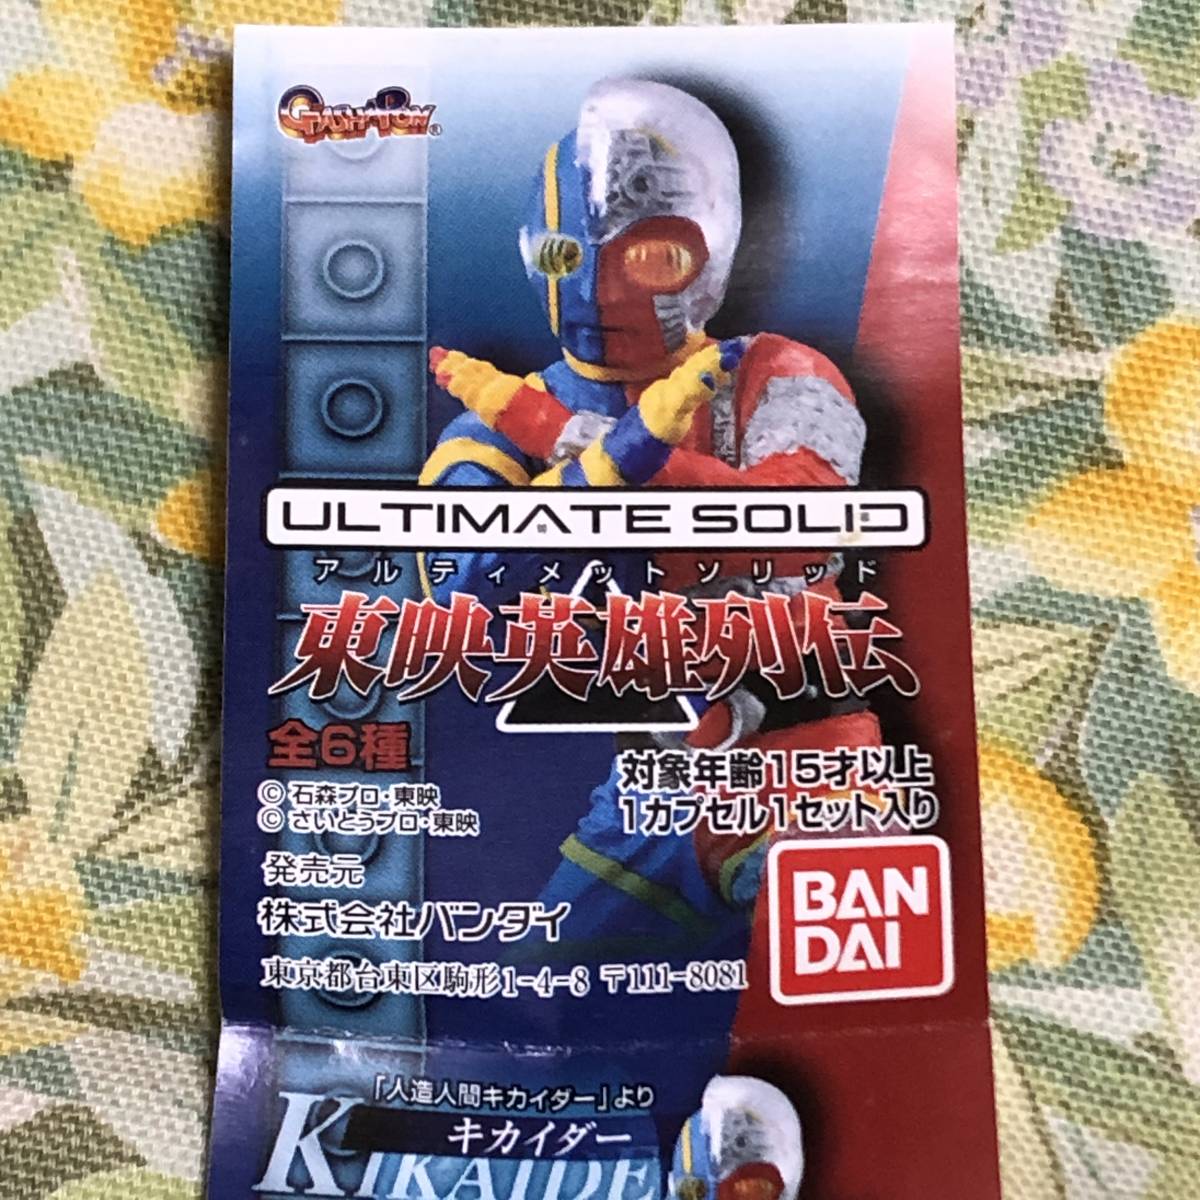 GASHAPON®
ULTIMATE SOLID
アルティメットソリッド
東映英雄列伝
全6種
対象年齢15才以上
1カプセル1セット入り
© 石森プロ・東映
© さいとうプロ・東映
発売元
株式会社バンダイ
東京都台東区駒形1-4-8 〒111-8081
BAN
DAI
「人造人間キカイダー」より
キカイダー
KIKAIDE